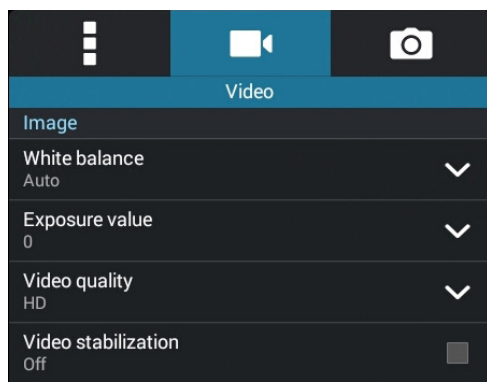 Video
Image
White balance
Auto
Exposure value
0
Video quality
HD
Video stabilization
Off